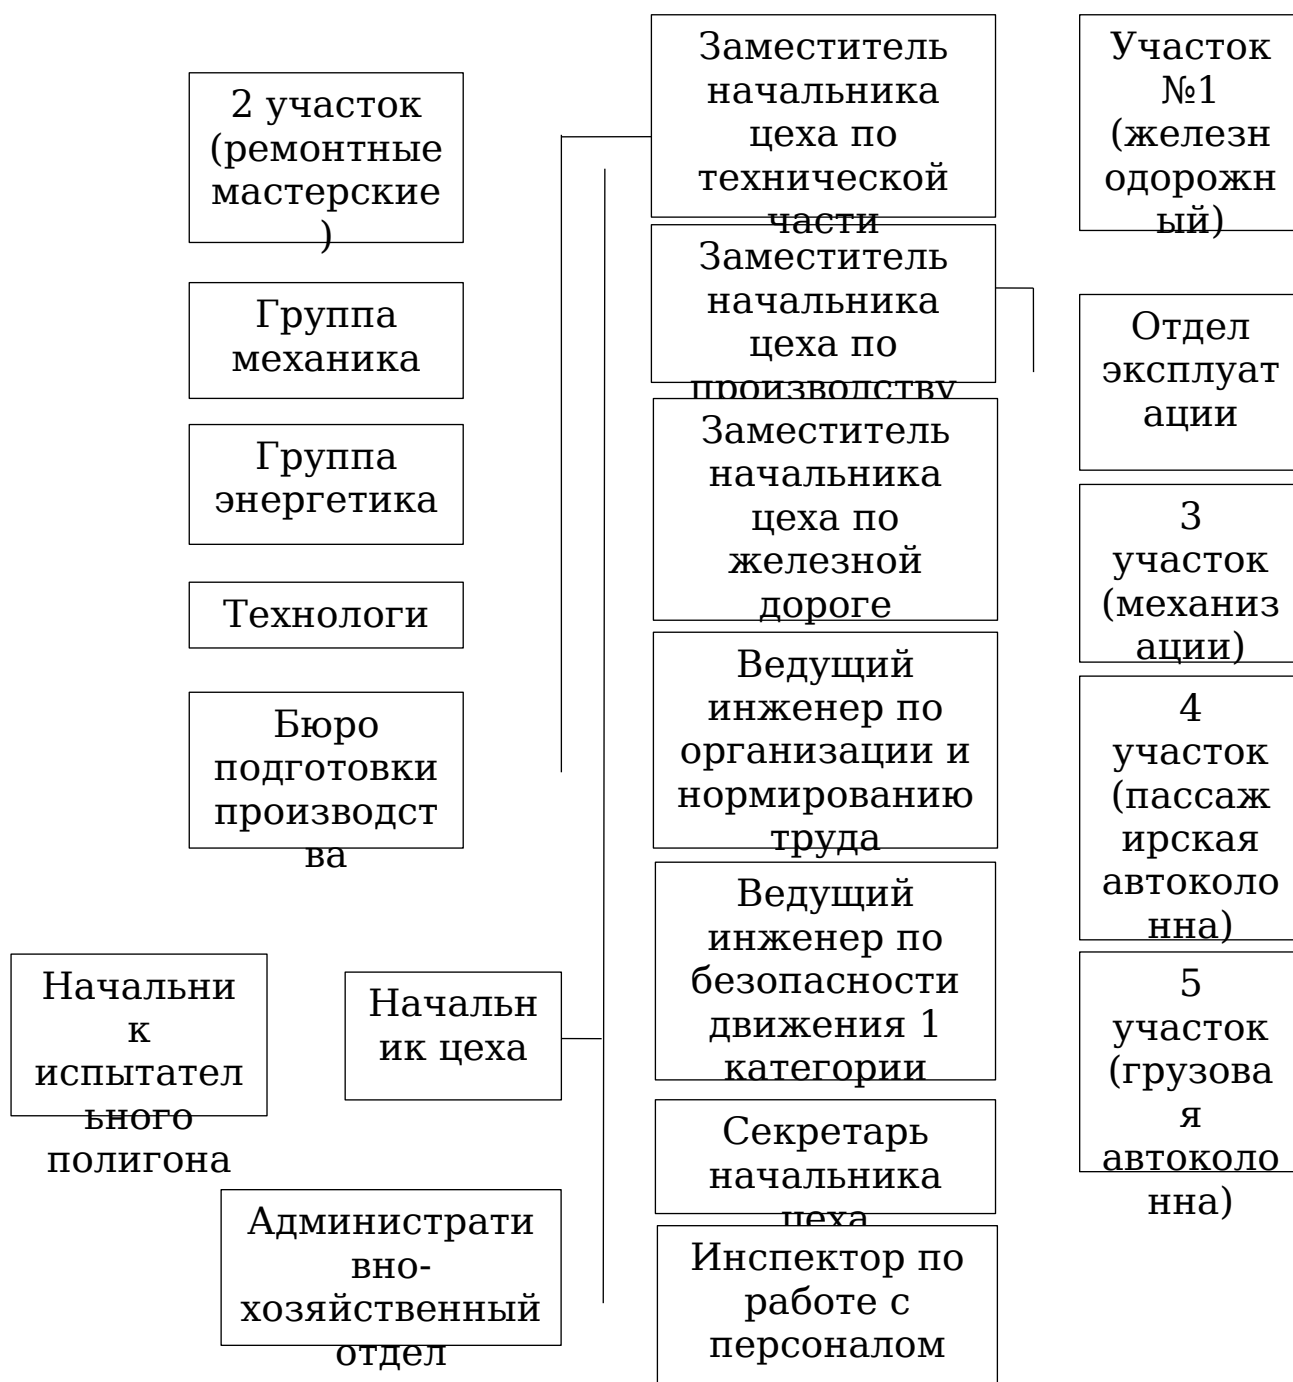 2 участок
(ремонтные
мастерские
)
Группа
механика
Группа
энергетика
Технологи
Бюро
подготовки
производст
ва
Начальни
к
испытател
ьного
полигона
Начальн
ик цеха
Административ
но-
хозяйственный
отдел
Заместитель
начальника
цеха по
технической
части
Заместитель
начальника
цеха по
производству
Заместитель
начальника
цеха по
железной
дороге
Ведущий
инженер по
организации и
нормированию
труда
Ведущий
инженер по
безопасности
движения 1
категории
Секретарь
начальника
цеха
Инспектор по
работе с
персоналом
Участок
№1
(железн
одорожн
ый)
Отдел
эксплуат
ации
3
участок
(механиз
ации)
4
участок
(пассаж
ирская
автоколо
нна)
5
участок
(грузова
я
автоколо
нна)